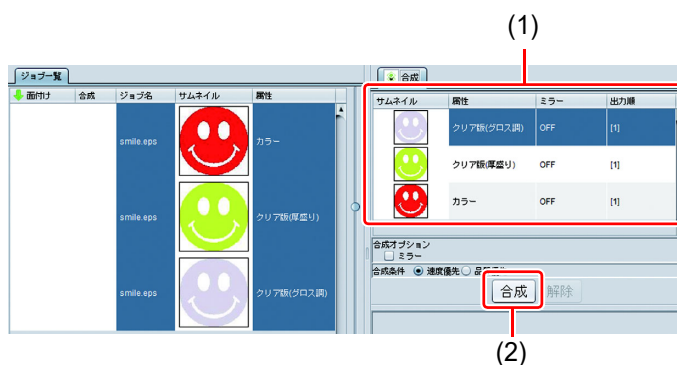 (1)
ジョブ一覧
面付け 合成 ジョブ名 サムネイル 属性
smile.eps カラー
smile.eps クリア版(厚盛り)
smile.eps クリア版(グロス調)
合成
サムネイル 属性 ミラー 出力順
クリア版(グロス調) OFF [1]
クリア版(厚盛り) OFF [1]
カラー OFF [1]
合成オプション
ミラー
合成条件 速度優先
合成 解除
(2)